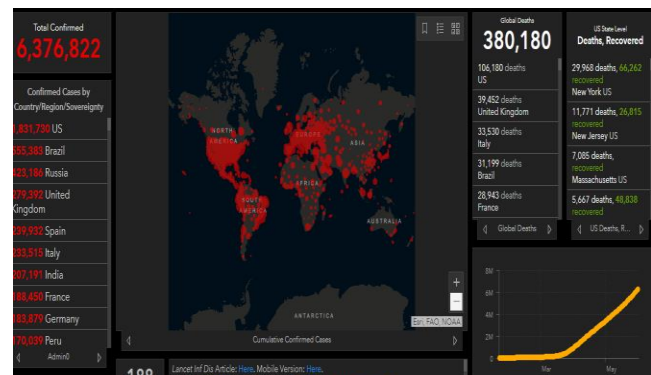 Total Confirmed
6,376,822
Confirmed Cases by
Country/Region/Sovereignty
1,831,730 US
555,383 Brazil
423,186 Russia
279,392 United
Kingdom
239,932 Spain
233,515 Italy
207,191 India
188,450 France
183,879 Germany
170,039 Peru
Admin0
NORTH
AMERICA
EUROPE
ASIA
AFRICA
SOUTH
AMERICA
AUSTRALIA
ANTARCTICA
+
−
Esri, FAO, NOAA
Cumulative Confirmed Cases
188
Lancet Inf Dis Article: Here. Mobile Version: Here.
Global Deaths
380,180
106,180 deaths
US
39,452 deaths
United Kingdom
33,530 deaths
Italy
31,199 deaths
Brazil
28,943 deaths
France
Global Deaths
US State Level
Deaths, Recovered
29,968 deaths, 66,262
recovered
New York US
11,771 deaths, 26,815
recovered
New Jersey US
7,085 deaths,
recovered
Massachusetts US
5,667 deaths, 48,838
recovered
US Deaths, R...
8M
6M
4M
2M
0
Mar
May